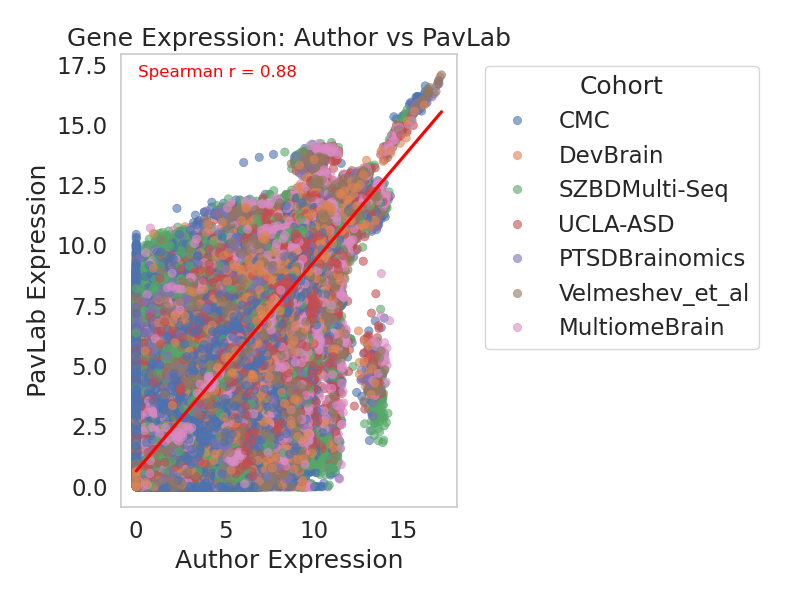 Gene Expression: Author vs PavLab
Spearman r = 0.88
PavLab Expression
17.5
15.0
12.5
10.0
7.5
5.0
2.5
0.0
0 5 10 15
Author Expression
Cohort
CMC
DevBrain
SZBDMulti-Seq
UCLA-ASD
PTSDBrainomics
Velmeshev_et_al
MultiomeBrain